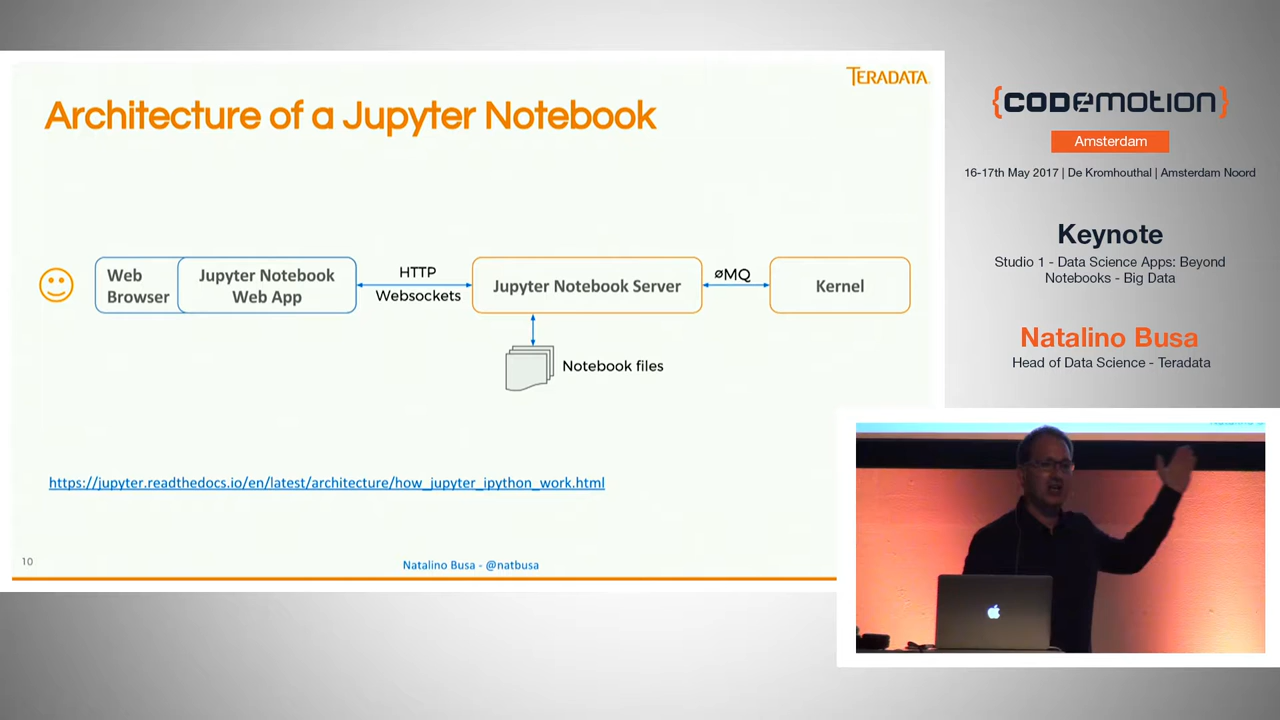 TERADATA
Architecture of a Jupyter Notebook
Web
Browser
Jupyter Notebook
Web App
HTTP
Websockets
Jupyter Notebook Server
ØMQ
Kernel
Notebook files
https://jupyter.readthedocs.io/en/latest/architecture/how_jupyter_ipython_work.html
10
Natalino Busa - @natbusa
{CODEMOTION}
Amsterdam
16-17th May 2017 | De Kromhouthal | Amsterdam Noord
Keynote
Studio 1 - Data Science Apps: Beyond
Notebooks - Big Data
Natalino Busa
Head of Data Science - Teradata